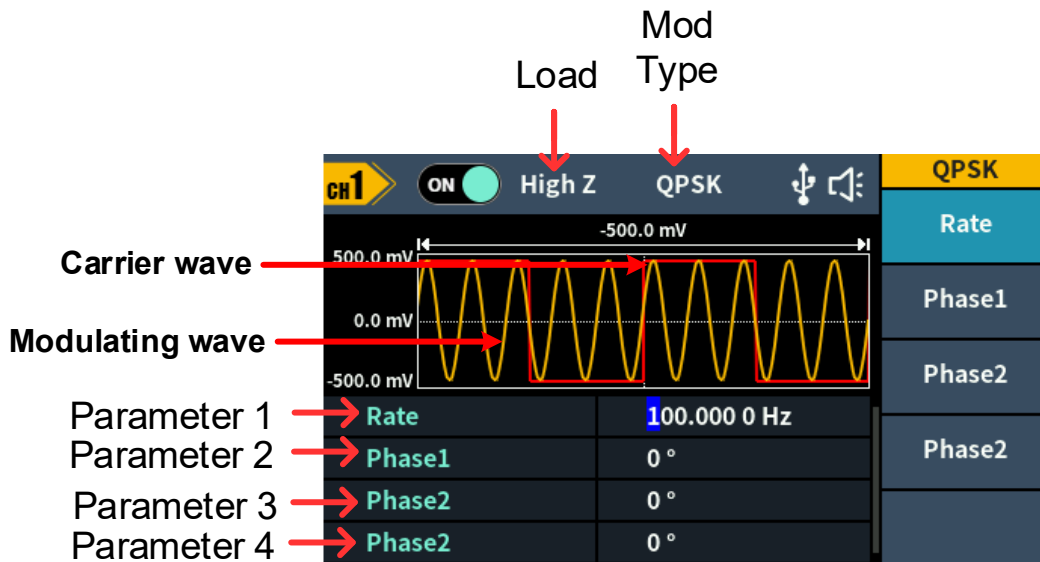 Mod
Type
Load
CH1
ON
High Z
QPSK
QPSK
Rate
Phase1
Phase2
Phase2
-500.0 mV
500.0 mV
0.0 mV
-500.0 mV
Carrier wave
Modulating wave
Parameter 1
Rate
100.000 0 Hz
Parameter 2
Phase1
0 °
Parameter 3
Phase2
0 °
Parameter 4
Phase2
0 °